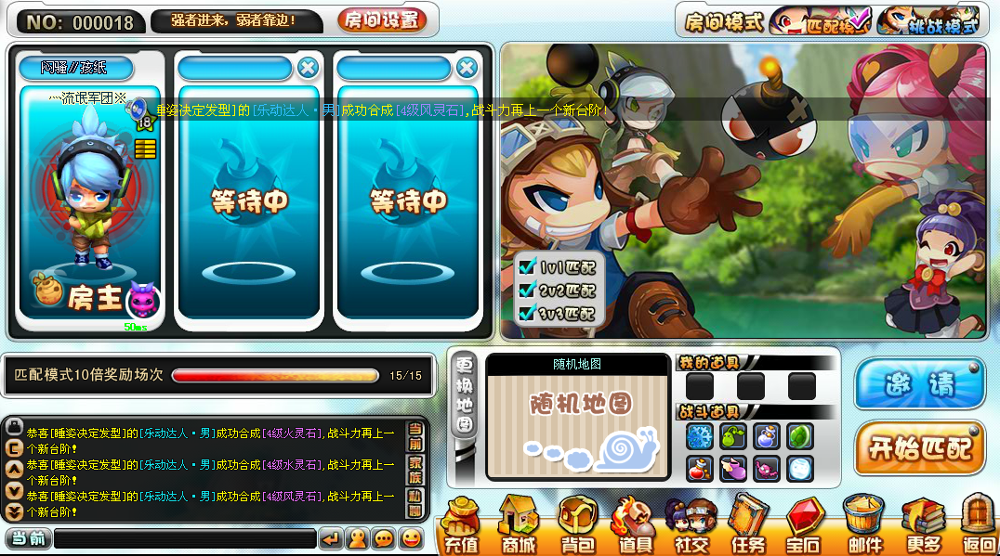 NO: 000018
强者进来，弱者靠边！
房间设置
房间模式
匹配模式
挑战模式
闷骚∥孩纸
流氓军团※
18
房主
50ms
等待中
等待中
睡姿决定发型]的[乐动达人·男]成功合成[4级风灵石],战斗力再上一个新台阶!
1v1匹配
2v2匹配
3v3匹配
匹配模式10倍奖励场次
15/15
恭喜[睡姿决定发型]的[乐动达人·男]成功合成[4级火灵石],战斗力再上一
个新台阶!
恭喜[睡姿决定发型]的[乐动达人·男]成功合成[4级水灵石],战斗力再上一
个新台阶!
恭喜[睡姿决定发型]的[乐动达人·男]成功合成[4级风灵石],战斗力再上一
个新台阶!
当前
家族
私聊
当前
更换地图
随机地图
随机地图
我的道具
战斗道具
邀请
开始匹配
充值
商城
背包
道具
社交
任务
宝石
邮件
更多
返回